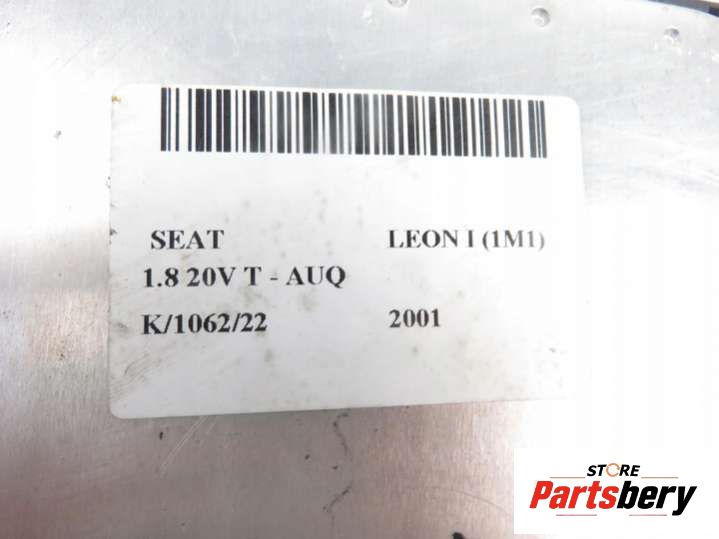 SEAT LEON I (1M1)
1.8 20V T - AUQ
K/1062/22 2001
STORE
Partsbery